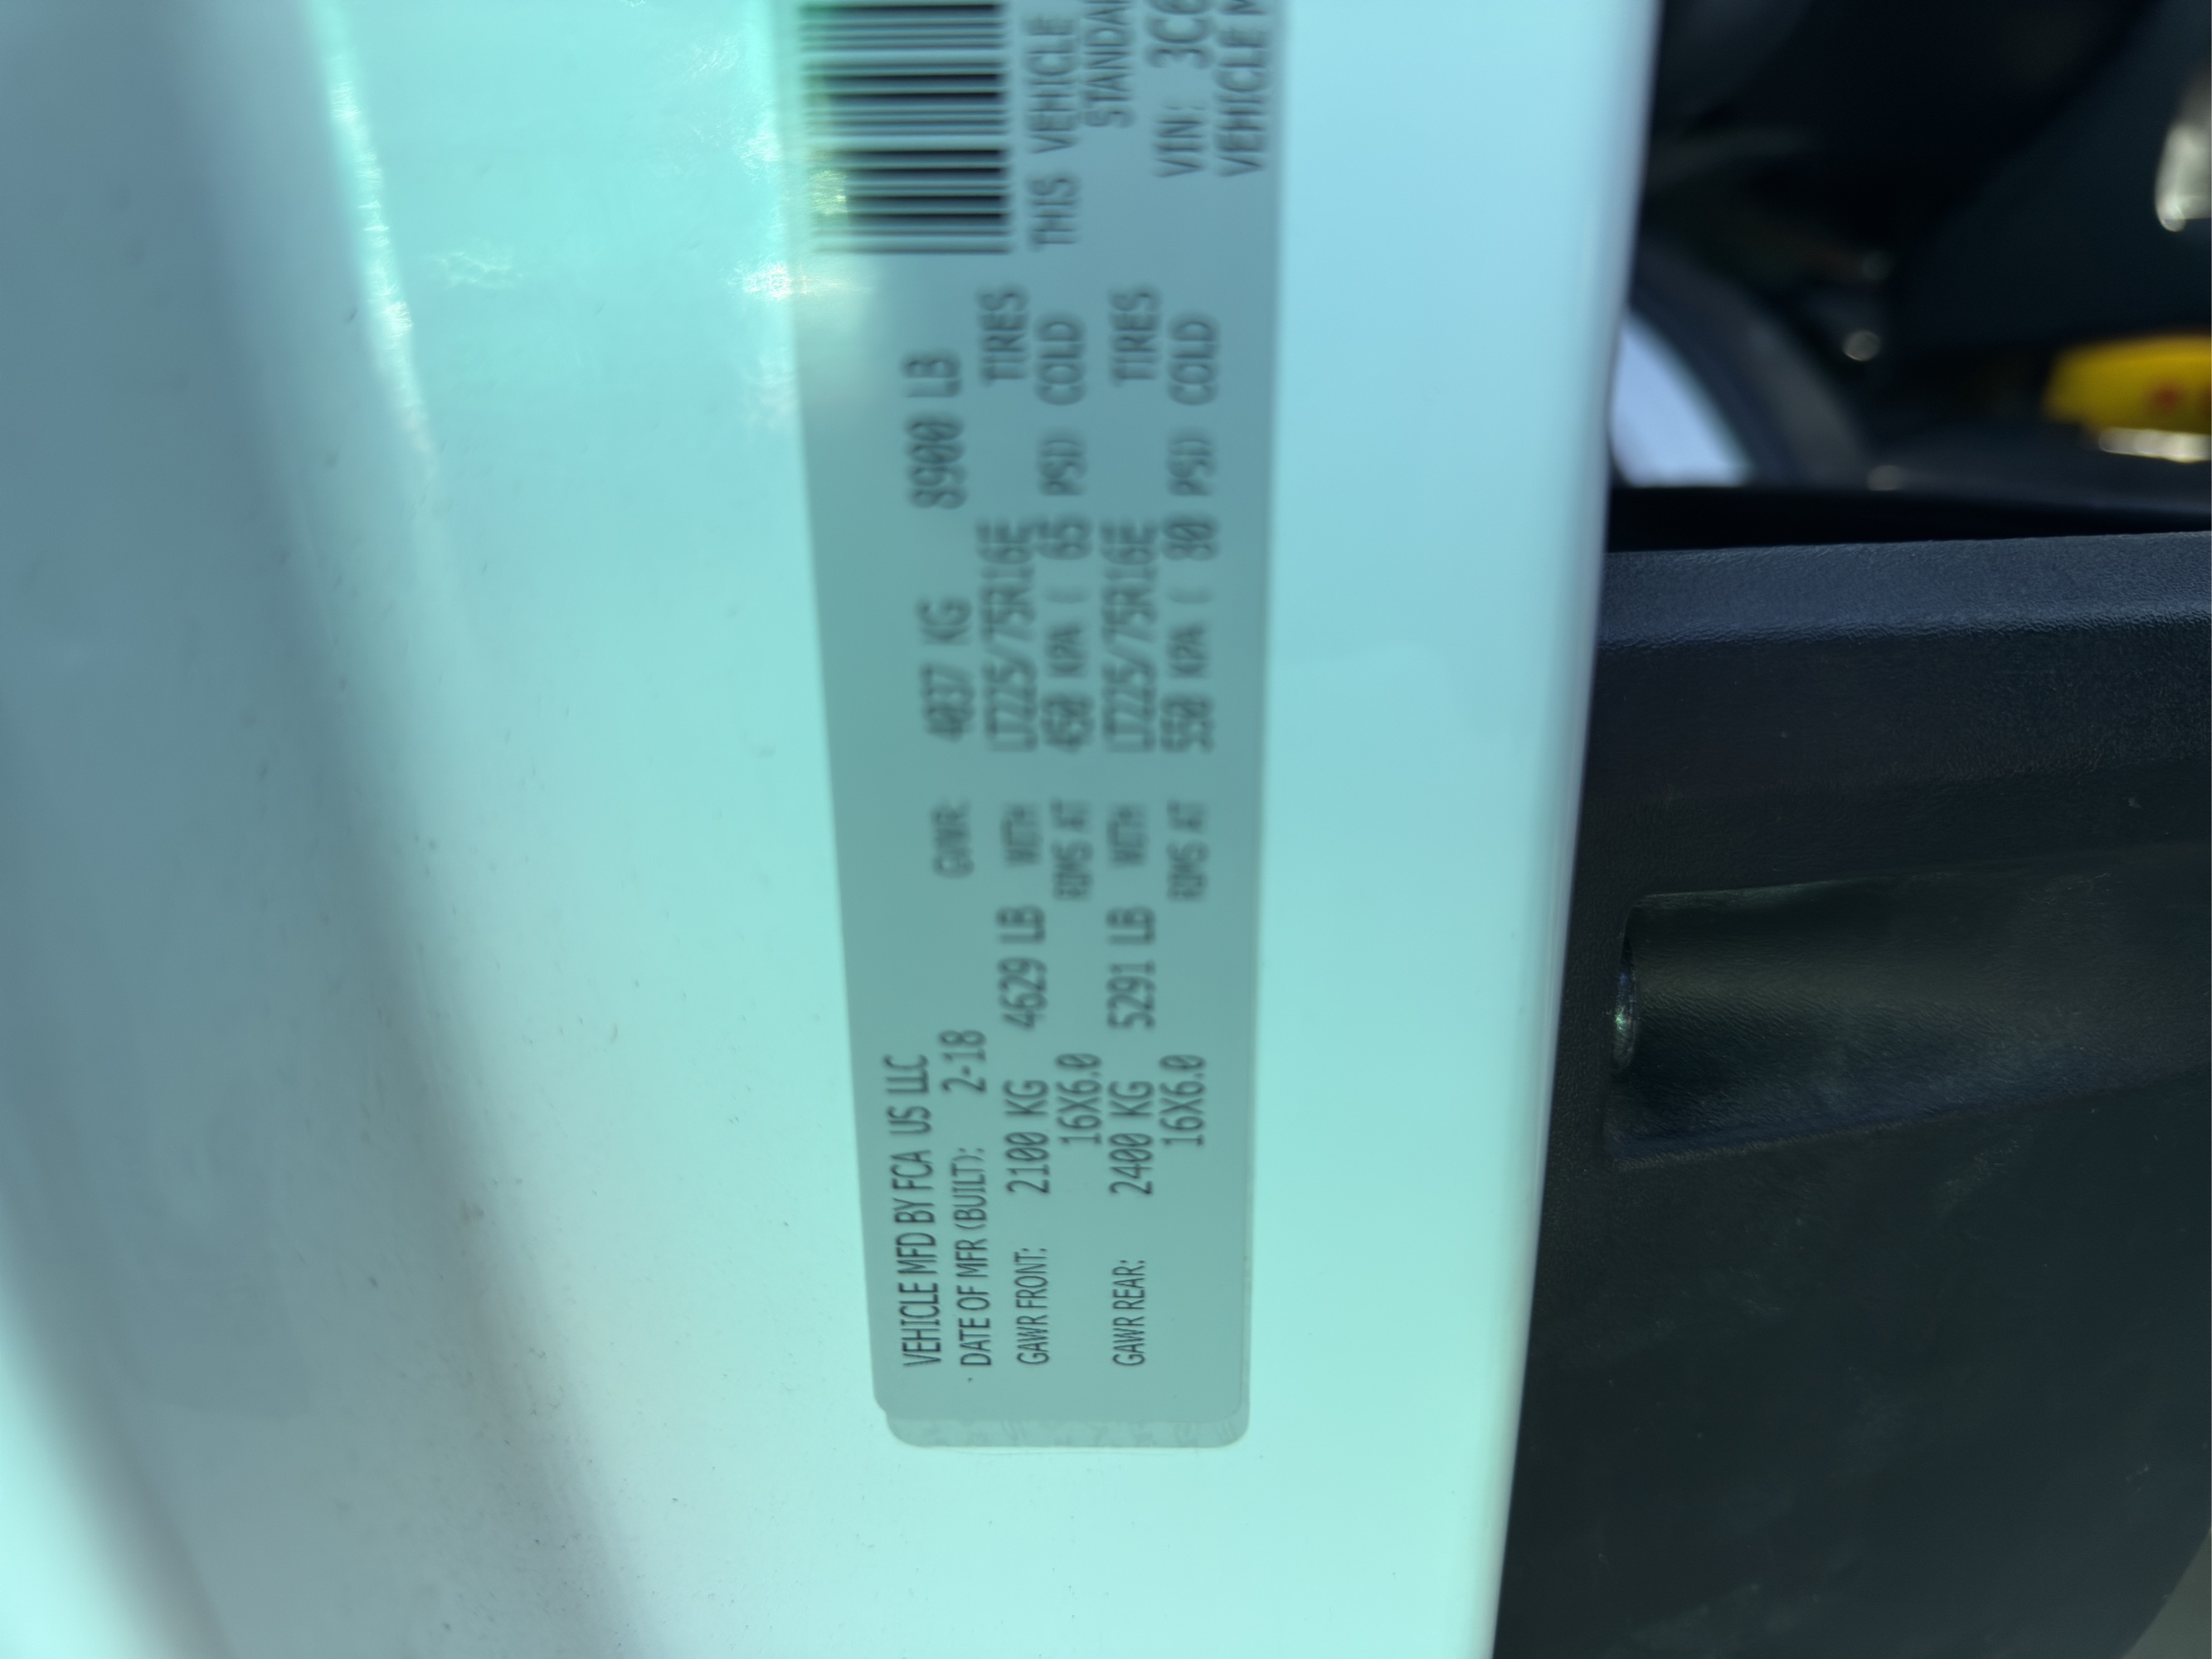 VEHICLE MFD BY FCA US LLC
DATE OF MFR (BUILT): 2-18 GVWR: 4037 KG 8900 LB
GAWR FRONT: 2100 KG 4629 LB WITH LT225/75R16E TIRES
16X6.0 RIMS AT 450 KPA ( 65 PSI) COLD
GAWR REAR: 2400 KG 5291 LB WITH LT225/75R16E TIRES
16X6.0 RIMS AT 550 KPA ( 80 PSI) COLD
THIS VEHICLE
STANDA
VIN: 3C6
VEHICLE M